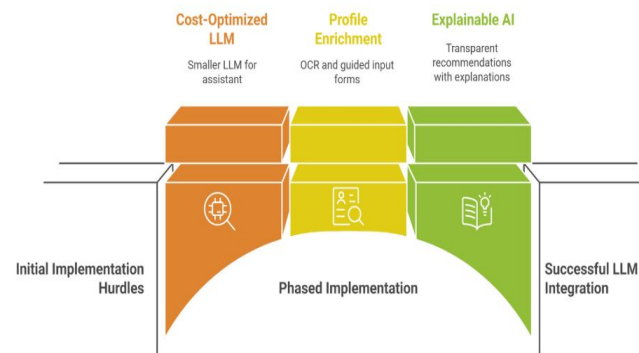 Cost-Optimized
LLM
Smaller LLM for
assistant
Profile
Enrichment
OCR and guided input
forms
Explainable AI
Transparent
recommendations
with explanations
Initial Implementation
Hurdles
Phased Implementation
Successful LLM
Integration